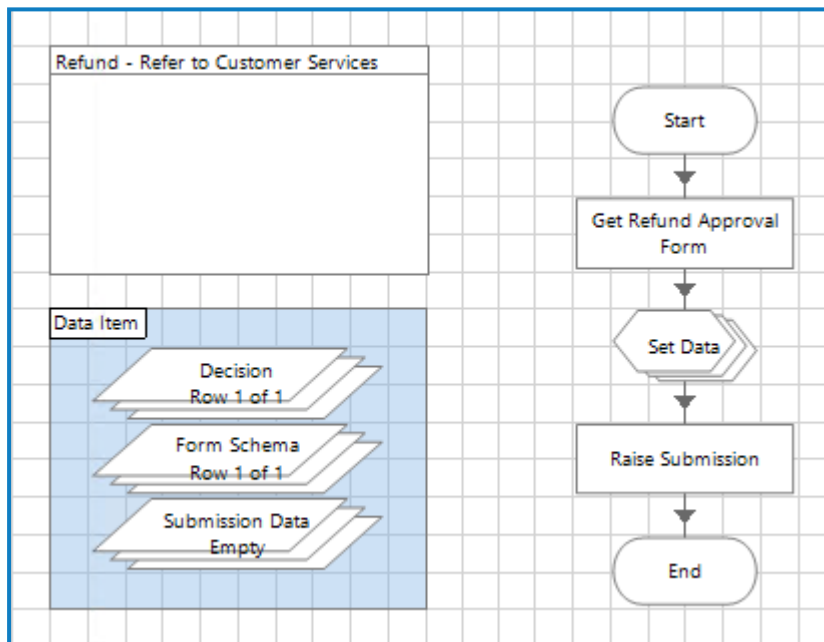 Refund - Refer to Customer Services
Data Item
Decision
Row 1 of 1
Form Schema
Row 1 of 1
Submission Data
Empty
Start
Get Refund Approval
Form
Set Data
Raise Submission
End